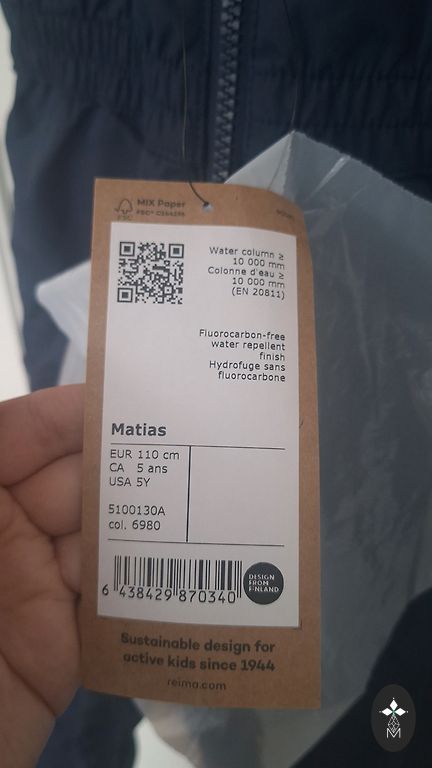 MIX Paper
FSC® C164295
FSC
Water column ≥
10 000 mm
Colonne d'eau ≥
10 000 mm
(EN 20811)
Fluorocarbon-free
water repellent
finish
Hydrofuge sans
fluorocarbone
Matias
EUR 110 cm
CA 5 ans
USA 5Y
5100130A
col. 6980
6 438429 870340
DESIGN
FROM
FINLAND
Sustainable design for
active kids since 1944
reima.com
M